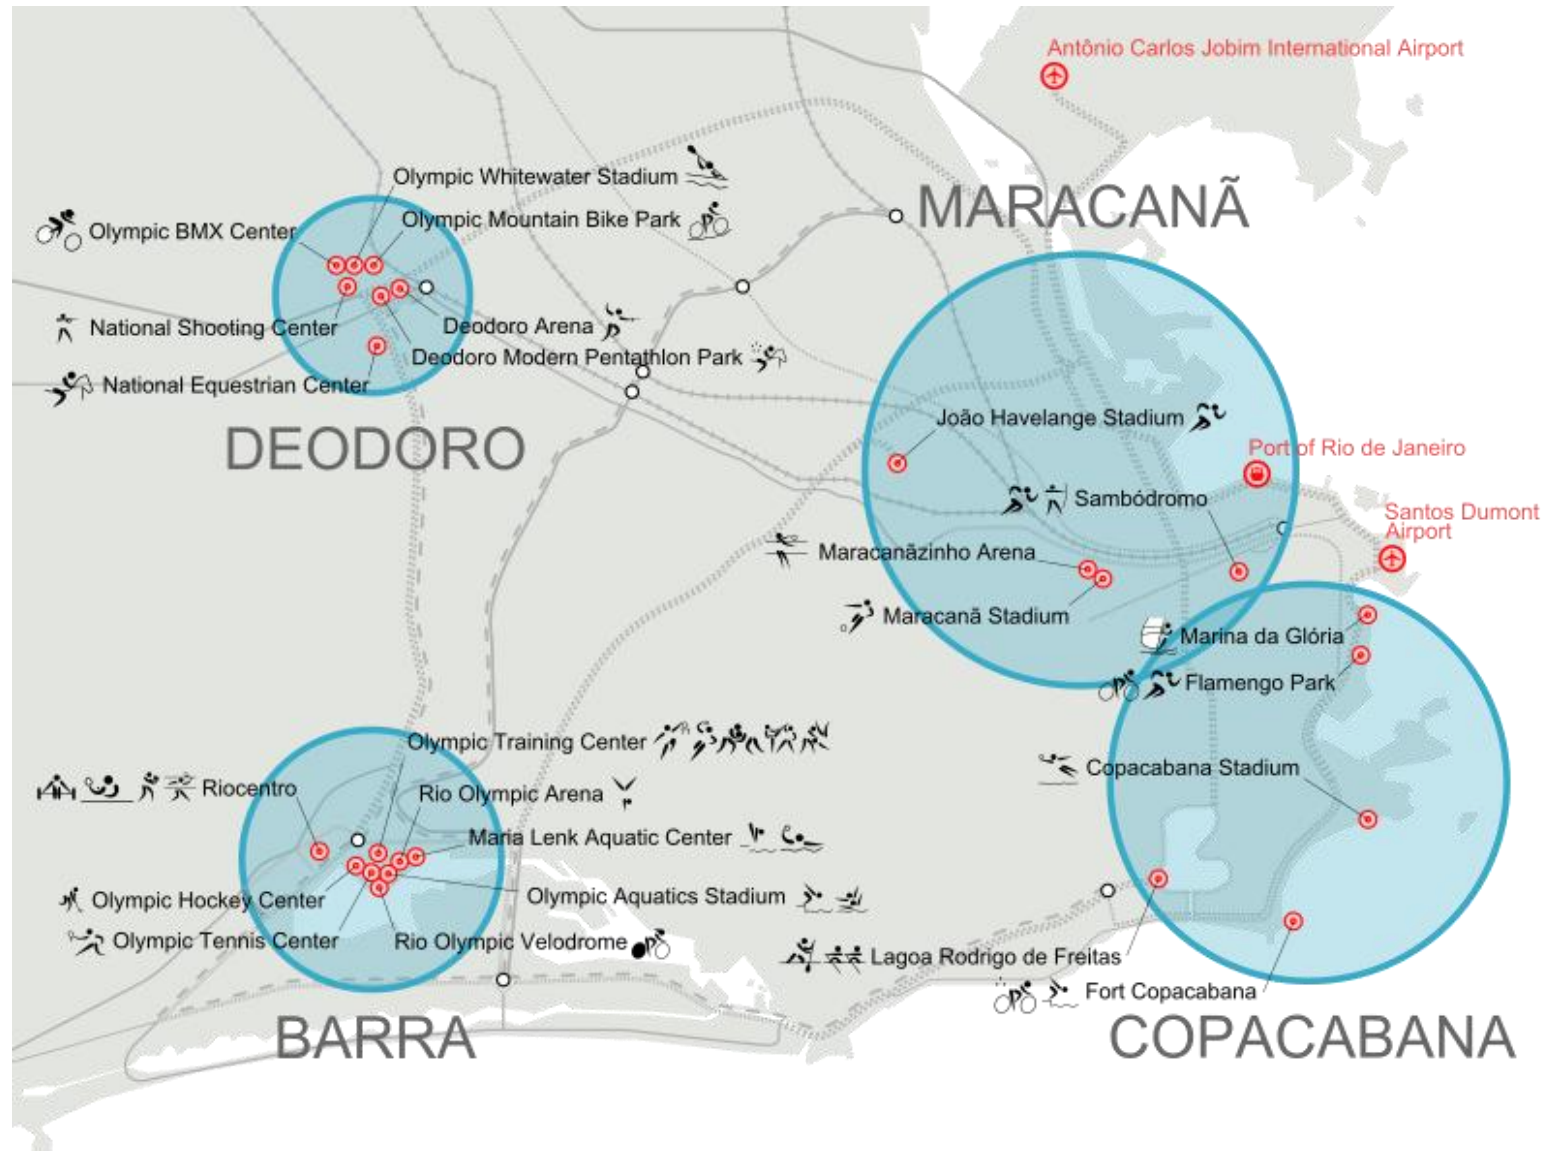 Antônio Carlos Jobim International Airport
MARACANÃ
Olympic Whitewater Stadium
Olympic Mountain Bike Park
Olympic BMX Center
National Shooting Center
Deodoro Arena
Deodoro Modern Pentathlon Park
National Equestrian Center
DEODORO
João Havelange Stadium
Port of Rio de Janeiro
Sambódromo
Santos Dumont
Airport
Maracanãzinho Arena
Maracanã Stadium
Marina da Glória
Flamengo Park
Copacabana Stadium
Olympic Training Center
Riocentro
Rio Olympic Arena
Maria Lenk Aquatic Center
Olympic Hockey Center
Olympic Aquatics Stadium
Olympic Tennis Center
Rio Olympic Velodrome
Lagoa Rodrigo de Freitas
Fort Copacabana
BARRA
COPACABANA